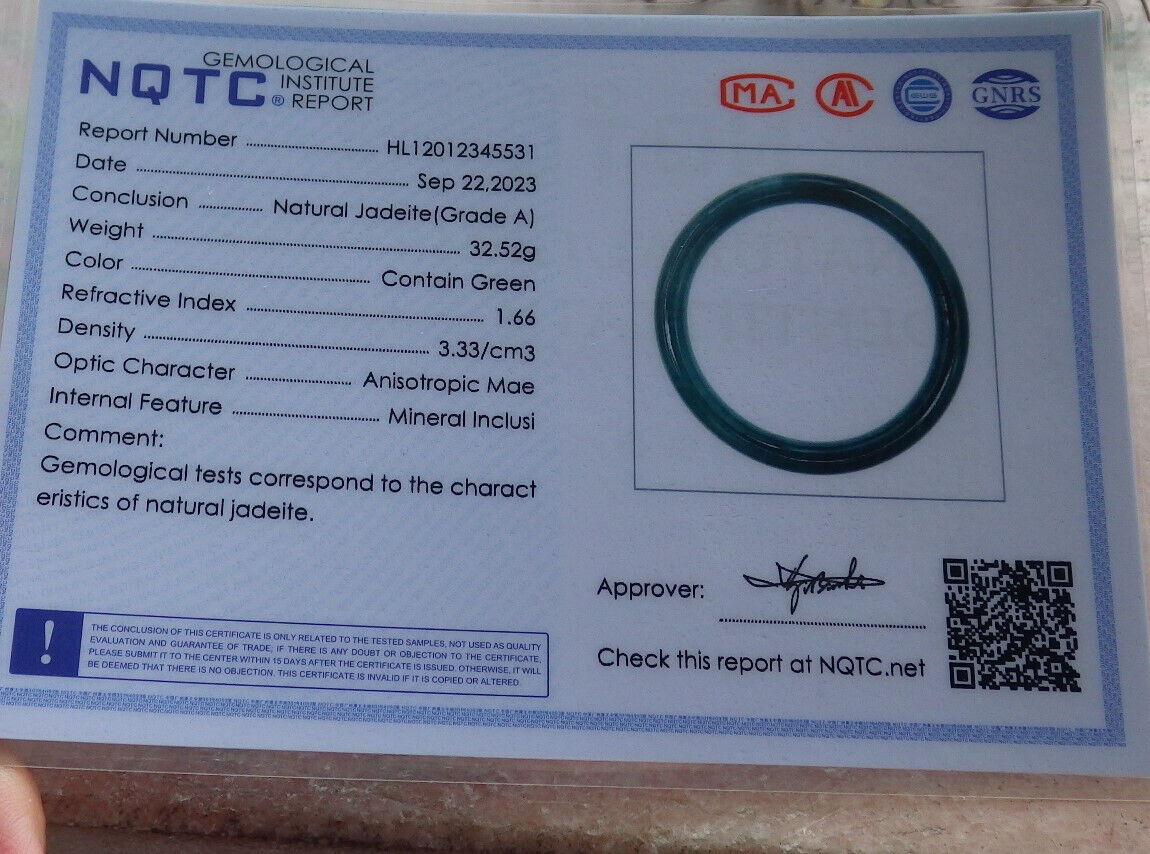 NQTC ® GEMOLOGICAL
INSTITUTE
REPORT
MA
GNRS
Report Number ........ HL12012345531
Date ........ Sep 22,2023
Conclusion ........ Natural Jadeite(Grade A)
Weight ........ 32.52g
Color ........ Contain Green
Refractive Index ........ 1.66
Density ........ 3.33/cm3
Optic Character ........ Anisotropic Mae
Internal Feature ........ Mineral Inclusi
Comment:
Gemological tests correspond to the charact
eristics of natural jadeite.
!
THE CONCLUSION OF THIS CERTIFICATE IS ONLY RELATED TO THE TESTED SAMPLES, NOT USED AS QUALITY
EVALUATION AND GUARANTEE OF TRADE; IF THERE IS ANY DOUBT OR OBJECTION TO THE CERTIFICATE,
PLEASE SUBMIT IT TO THE CENTER WITHIN 15 DAYS AFTER THE CERTIFICATE IS ISSUED. OTHERWISE, IT WILL
BE DEEMED THAT THERE IS NO OBJECTION. THIS CERTIFICATE IS INVALID IF IT IS COPIED OR ALTERED.
Approver:
Check this report at NQTC.net